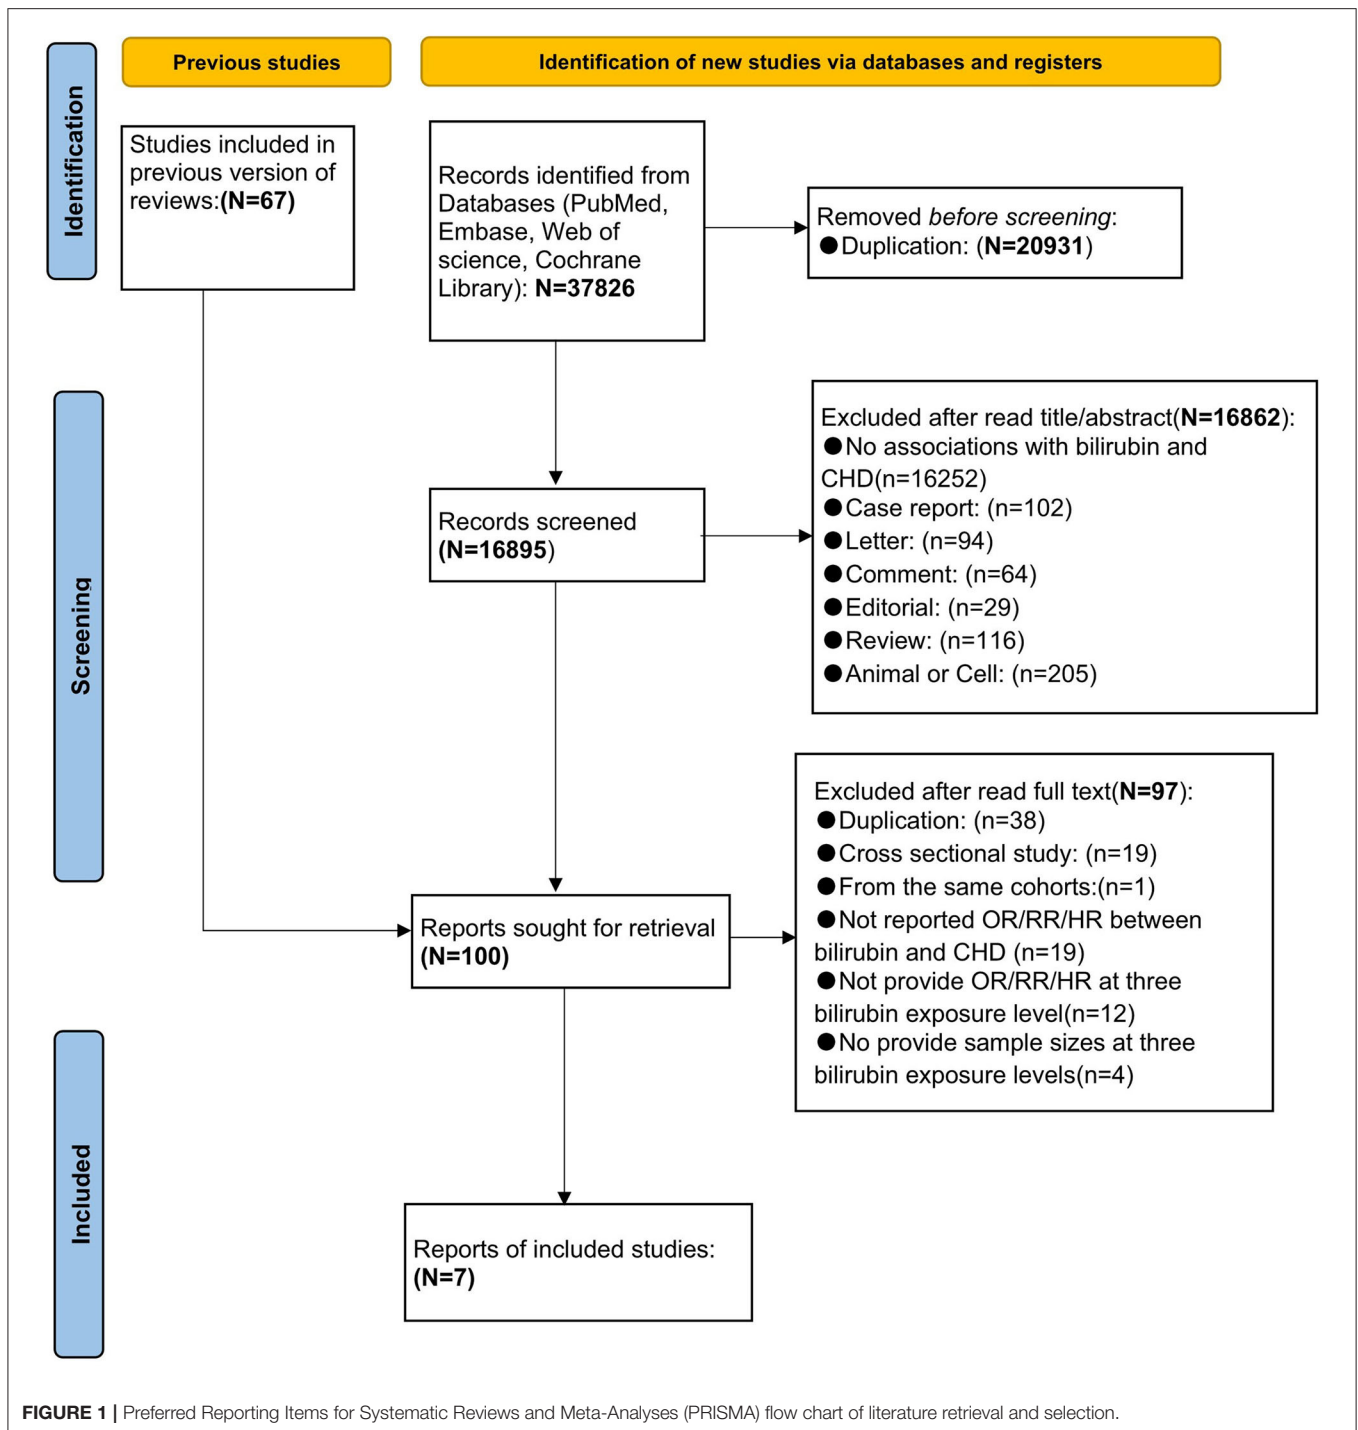 Previous studies
Identification of new studies via databases and registers
Identification
Studies included in
previous version of
reviews:(N=67)
Records identified from
Databases (PubMed,
Embase, Web of
science, Cochrane
Library): N=37826
Removed before screening:
●Duplication: (N=20931)
Screening
Records screened
(N=16895)
Excluded after read title/abstract(N=16862):
●No associations with bilirubin and
CHD(n=16252)
●Case report: (n=102)
●Letter: (n=94)
●Comment: (n=64)
●Editorial: (n=29)
●Review: (n=116)
●Animal or Cell: (n=205)
Reports sought for retrieval
(N=100)
Excluded after read full text(N=97):
●Duplication: (n=38)
●Cross sectional study: (n=19)
●From the same cohorts:(n=1)
●Not reported OR/RR/HR between
bilirubin and CHD (n=19)
●Not provide OR/RR/HR at three
bilirubin exposure level(n=12)
●No provide sample sizes at three
bilirubin exposure levels(n=4)
Included
Reports of included studies:
(N=7)
FIGURE 1 | Preferred Reporting Items for Systematic Reviews and Meta-Analyses (PRISMA) flow chart of literature retrieval and selection.